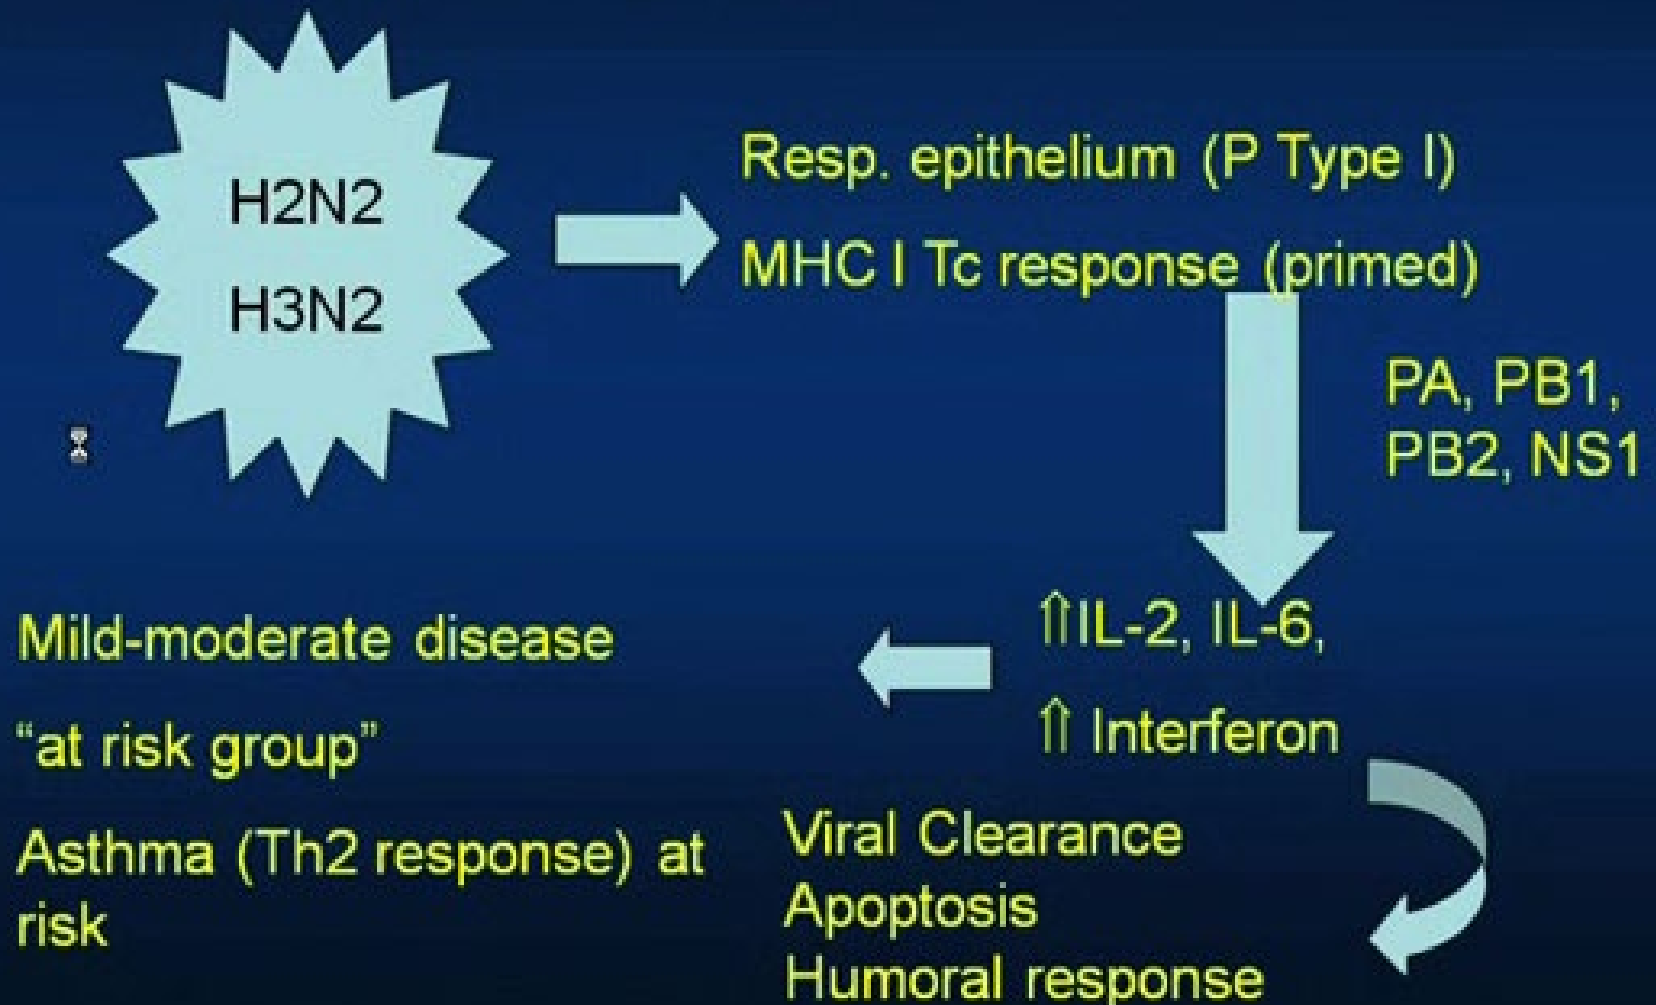 H2N2
H3N2
Resp. epithelium (P Type I)
MHC I Tc response (primed)
PA, PB1,
PB2, NS1
⇑IL-2, IL-6,
⇑ Interferon
Mild-moderate disease
“at risk group”
Asthma (Th2 response) at
risk
Viral Clearance
Apoptosis
Humoral response